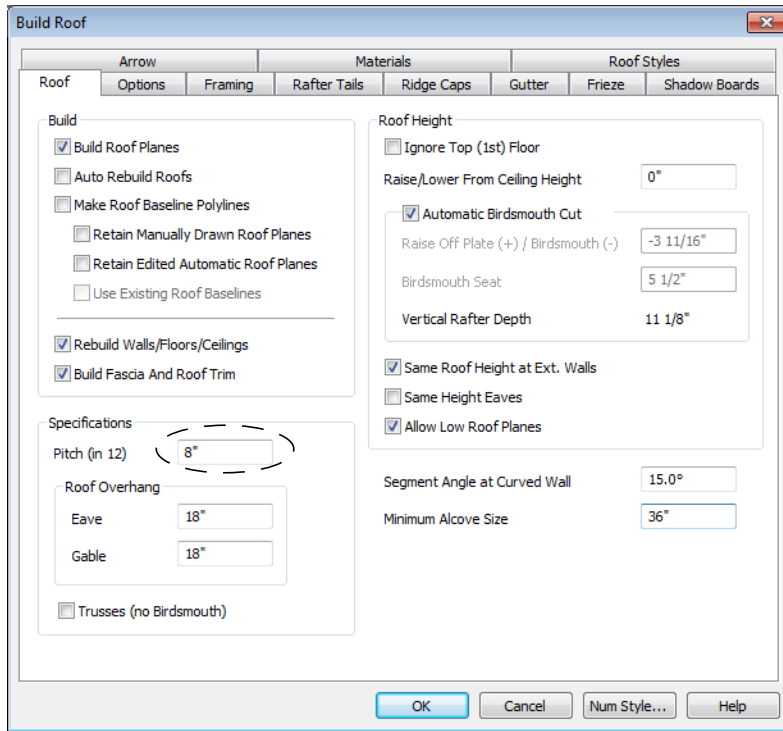 Build Roof
Arrow Materials Roof Styles
Roof Options Framing Rafter Tails Ridge Caps Gutter Frieze Shadow Boards
Build
Build Roof Planes
Auto Rebuild Roofs
Make Roof Baseline Polylines
Retain Manually Drawn Roof Planes
Retain Edited Automatic Roof Planes
Use Existing Roof Baselines
Rebuild Walls/Floors/Ceilings
Build Fascia And Roof Trim
Specifications
Pitch (in 12) 8"
Roof Overhang
Eave 18"
Gable 18"
Trusses (no Birdsmouth)
Roof Height
Ignore Top (1st) Floor
Raise/Lower From Ceiling Height 0"
Automatic Birdsmouth Cut
Raise Off Plate (+) / Birdsmouth (-) -3 11/16"
Birdsmouth Seat 5 1/2"
Vertical Rafter Depth 11 1/8"
Same Roof Height at Ext. Walls
Same Height Eaves
Allow Low Roof Planes
Segment Angle at Curved Wall 15.0°
Minimum Alcove Size 36"
OK Cancel Num Style... Help